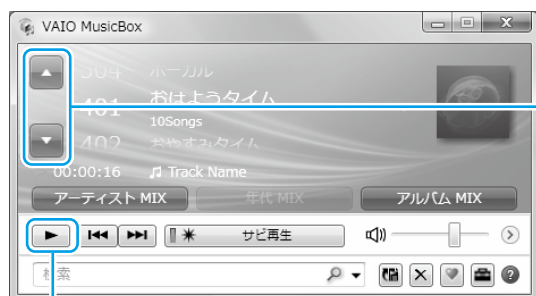 VAIO MusicBox
304 ボーカル
401 おはようタイム
10Songs
402 おやすみタイム
00:00:16 ♫ Track Name
アーティスト MIX 年代 MIX アルバム MIX
サビ再生
検索